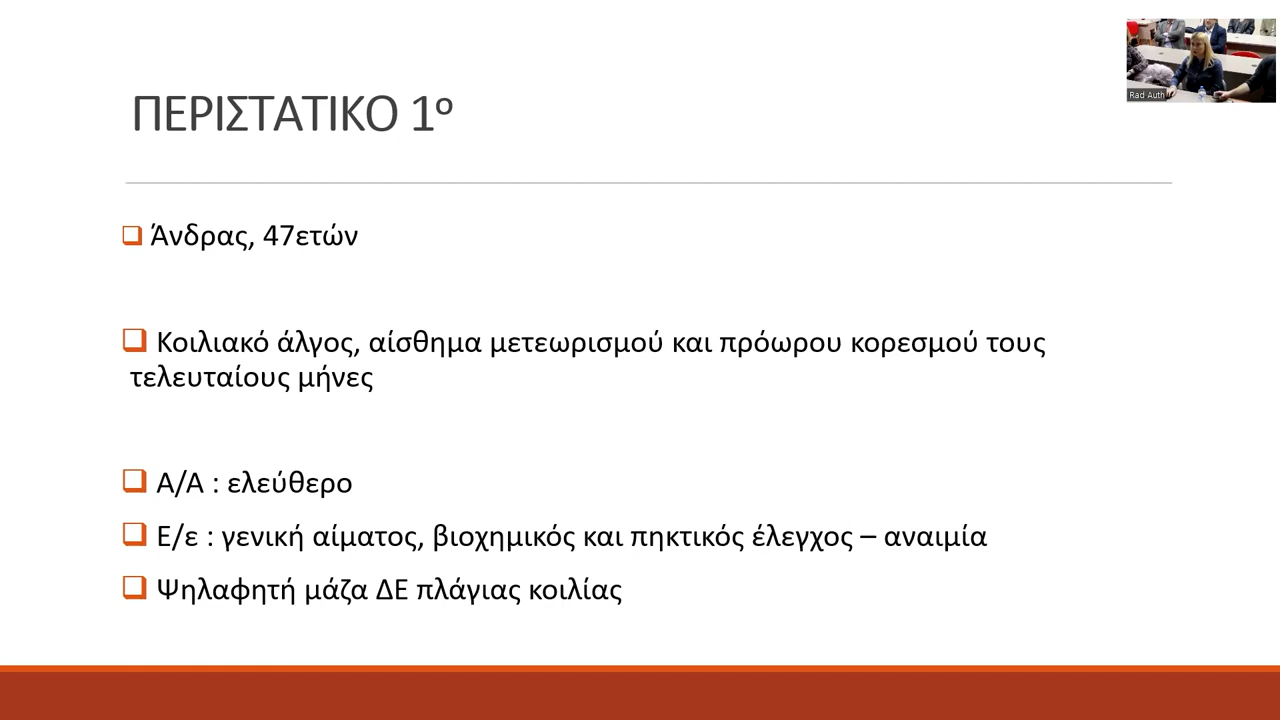 ΠΕΡΙΣΤΑΤΙΚΟ 1º
Rad Auth
Άνδρας, 47ετών
Κοιλιακό άλγος, αίσθημα μετεωρισμού και πρόωρου κορεσμού τους
τελευταίους μήνες
Α/Α : ελεύθερο
Ε/ε : γενική αίματος, βιοχημικός και πηκτικός έλεγχος – αναιμία
Ψηλαφητή μάζα ΔΕ πλάγιας κοιλίας